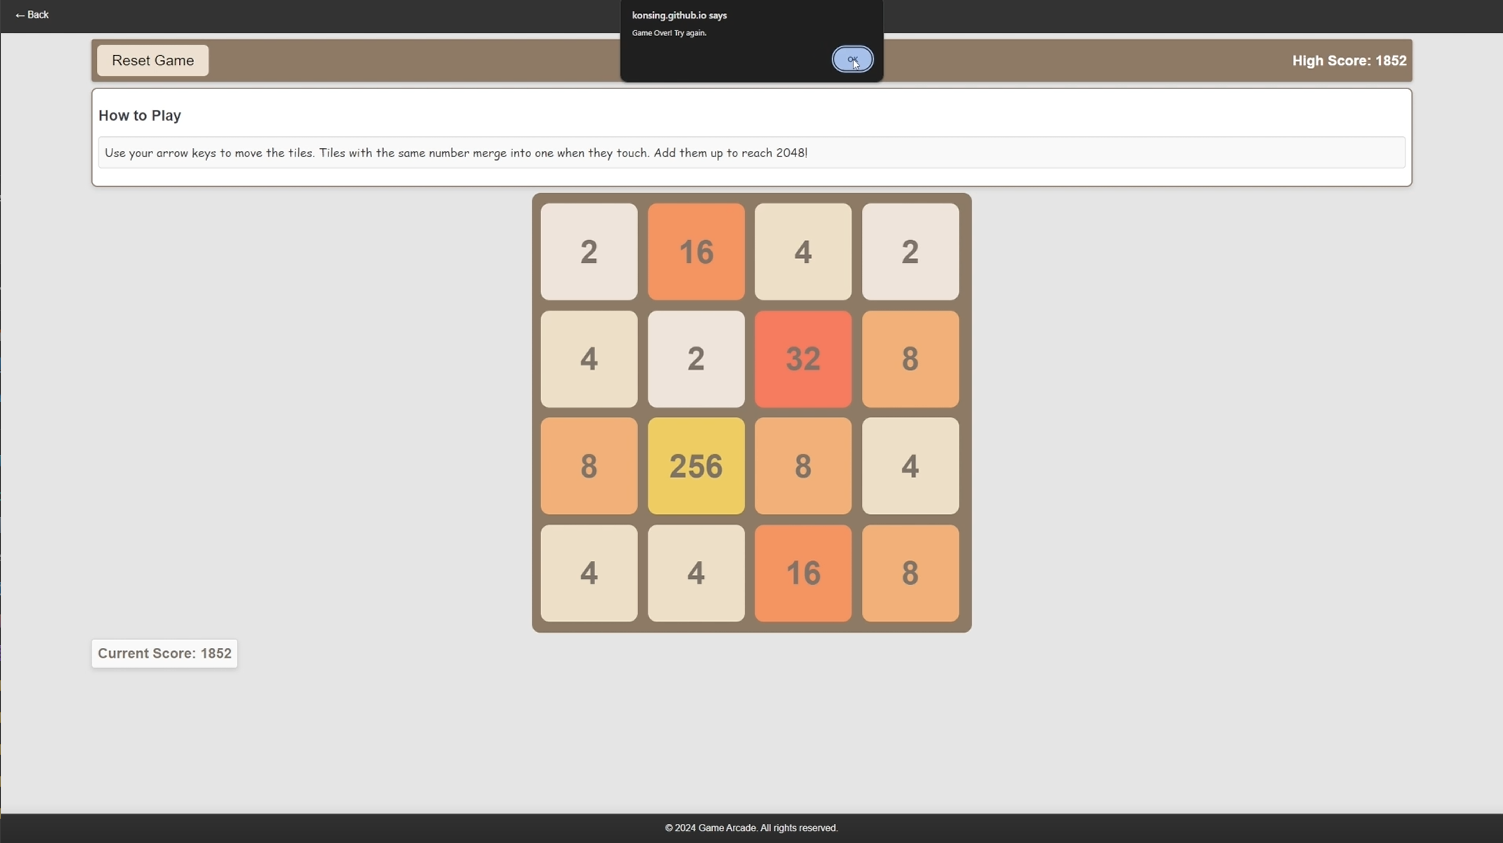 ← Back
konsing.github.io says
Game Over! Try again.
OK
Reset Game
High Score: 1852
How to Play
Use your arrow keys to move the tiles. Tiles with the same number merge into one when they touch. Add them up to reach 2048!
2 16 4 2
4 2 32 8
8 256 8 4
4 4 16 8
Current Score: 1852
© 2024 Game Arcade. All rights reserved.